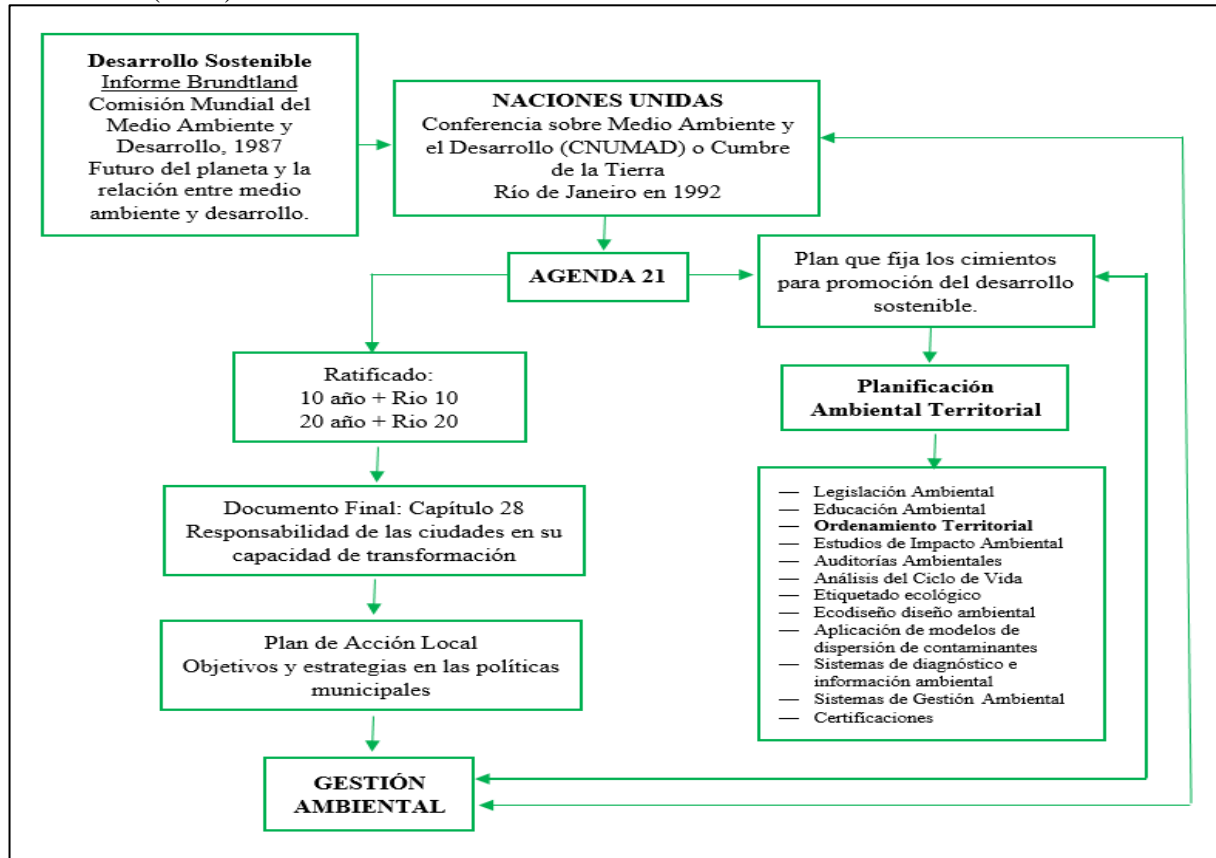 Desarrollo Sostenible
Informe Brundtland
Comisión Mundial del
Medio Ambiente y
Desarrollo, 1987
Futuro del planeta y la
relación entre medio
ambiente y desarrollo.
NACIONES UNIDAS
Conferencia sobre Medio Ambiente y
el Desarrollo (CNUMAD) o Cumbre
de la Tierra
Río de Janeiro en 1992
AGENDA 21
Plan que fija los cimientos
para promoción del desarrollo
sostenible.
Ratificado:
10 año + Rio 10
20 año + Rio 20
Planificación
Ambiental Territorial
Documento Final: Capítulo 28
Responsabilidad de las ciudades en su
capacidad de transformación
— Legislación Ambiental
— Educación Ambiental
— Ordenamiento Territorial
— Estudios de Impacto Ambiental
— Auditorías Ambientales
— Análisis del Ciclo de Vida
— Etiquetado ecológico
— Ecodiseño diseño ambiental
— Aplicación de modelos de
dispersión de contaminantes
— Sistemas de diagnóstico e
información ambiental
— Sistemas de Gestión Ambiental
— Certificaciones
Plan de Acción Local
Objetivos y estrategias en las políticas
municipales
GESTIÓN
AMBIENTAL